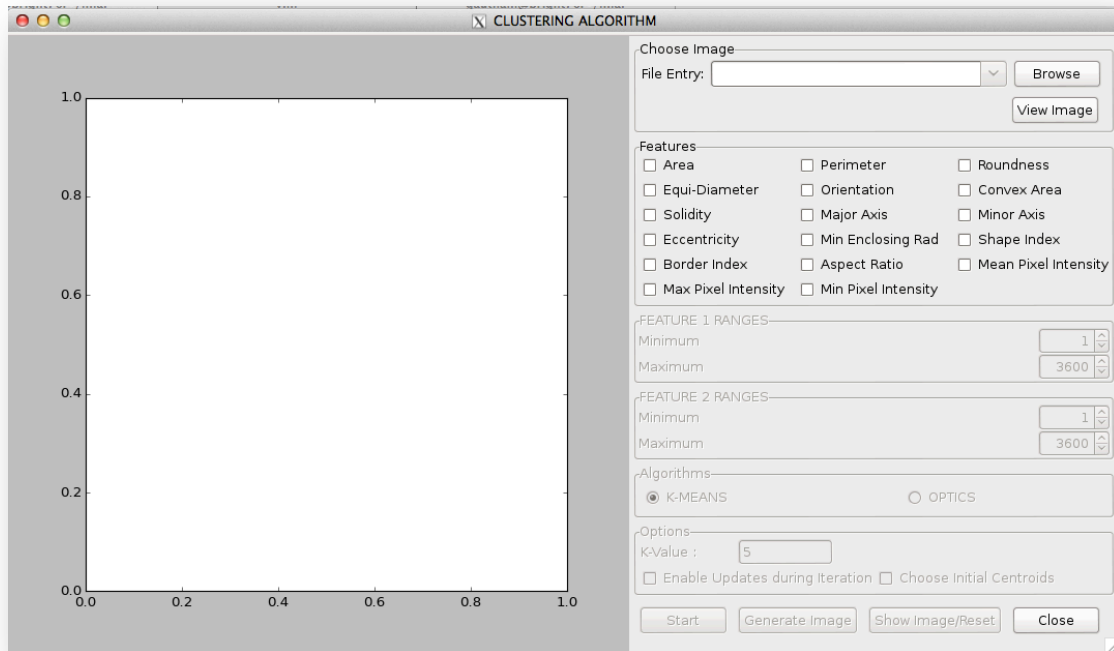 CLUSTERING ALGORITHM
1.0
0.8
0.6
0.4
0.2
0.0
0.0 0.2 0.4 0.6 0.8 1.0
Choose Image
File Entry: Browse
View Image
Features
Area Perimeter Roundness
Equi-Diameter Orientation Convex Area
Solidity Major Axis Minor Axis
Eccentricity Min Enclosing Rad Shape Index
Border Index Aspect Ratio Mean Pixel Intensity
Max Pixel Intensity Min Pixel Intensity
FEATURE 1 RANGES
Minimum 1
Maximum 3600
FEATURE 2 RANGES
Minimum 1
Maximum 3600
Algorithms
K-MEANS OPTICS
Options
K-Value : 5
Enable Updates during Iteration Choose Initial Centroids
Start Generate Image Show Image/Reset Close